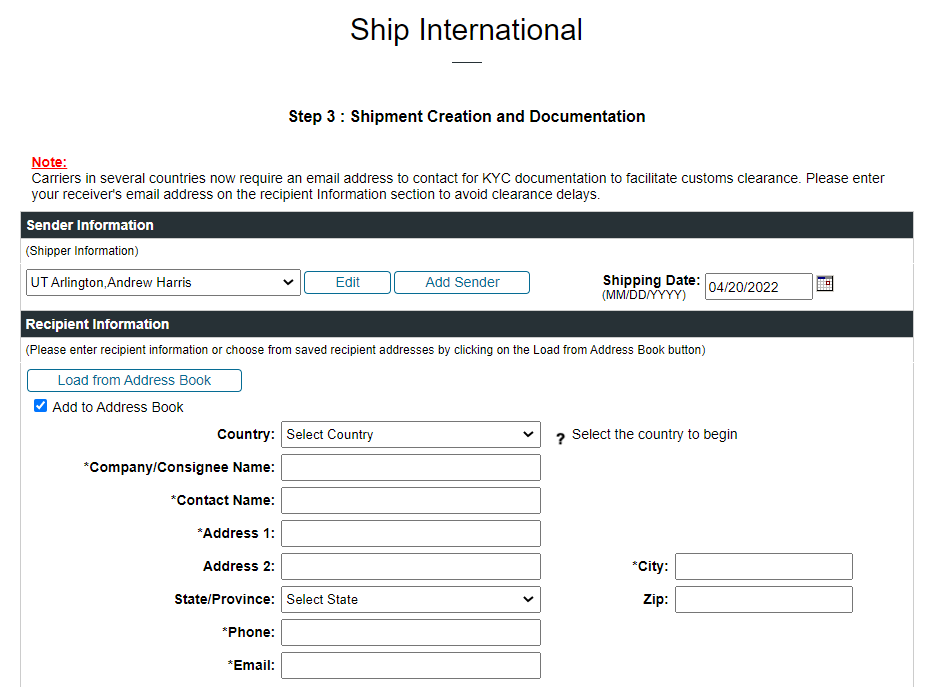 Ship International
Step 3 : Shipment Creation and Documentation
Note:
Carriers in several countries now require an email address to contact for KYC documentation to facilitate customs clearance. Please enter
your receiver's email address on the recipient Information section to avoid clearance delays.
Sender Information
(Shipper Information)
UT Arlington,Andrew Harris Edit Add Sender Shipping Date: 04/20/2022
(MM/DD/YYYY)
Recipient Information
(Please enter recipient information or choose from saved recipient addresses by clicking on the Load from Address Book button)
Load from Address Book
Add to Address Book
Country: Select Country ? Select the country to begin
*Company/Consignee Name:
*Contact Name:
*Address 1:
Address 2: *City:
State/Province: Select State Zip:
*Phone:
*Email: